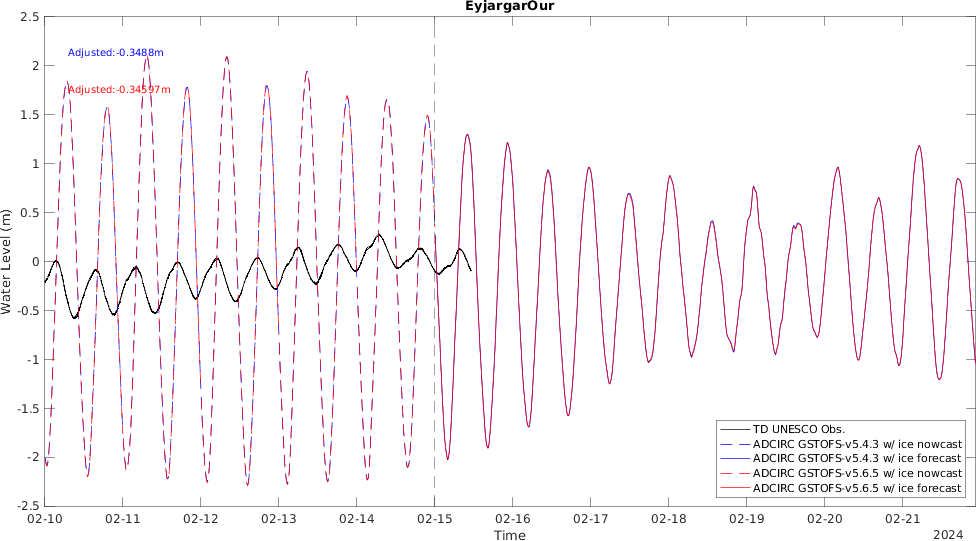 EyjargarOur
2.5
2
1.5
1
0.5
0
-0.5
-1
-1.5
-2
-2.5
Water Level (m)
Adjusted:-0.3488m
Adjusted:-0.34597m
TD UNESCO Obs.
ADCIRC GSTOFS-v5.4.3 w/ ice nowcast
ADCIRC GSTOFS-v5.4.3 w/ ice forecast
ADCIRC GSTOFS-v5.6.5 w/ ice nowcast
ADCIRC GSTOFS-v5.6.5 w/ ice forecast
02-10 02-11 02-12 02-13 02-14 02-15 02-16 02-17 02-18 02-19 02-20 02-21
Time
2024